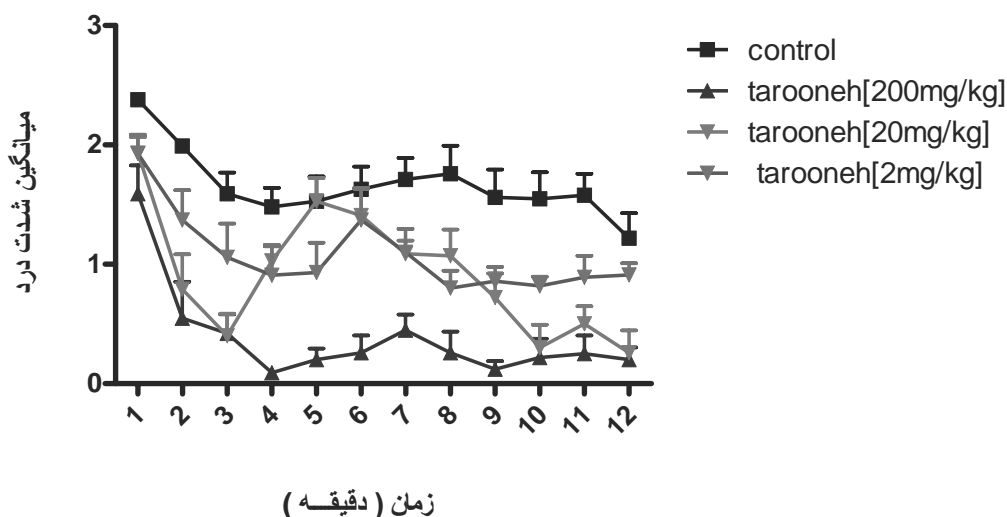 3
2
1
0
میانگین شدت درد
1 2 3 4 5 6 7 8 9 10 11 12
زمان ( دقیقــه )
control
tarooneh[200mg/kg]
tarooneh[20mg/kg]
tarooneh[2mg/kg]